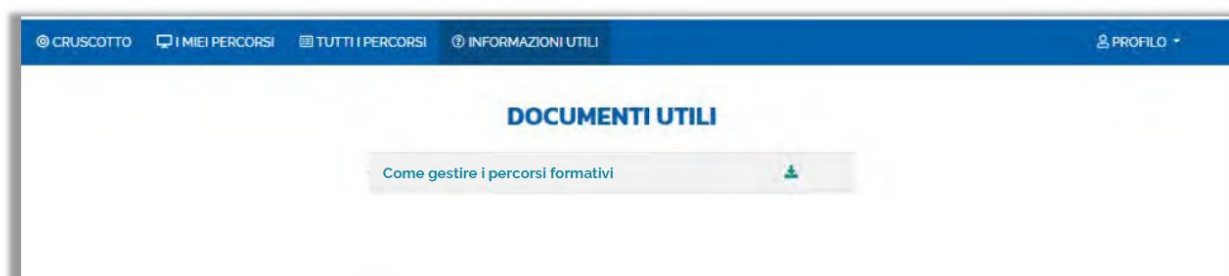 CRUSCOTTO I MIEI PERCORSI TUTTI I PERCORSI INFORMAZIONI UTILI PROFILO
DOCUMENTI UTILI
Come gestire i percorsi formativi